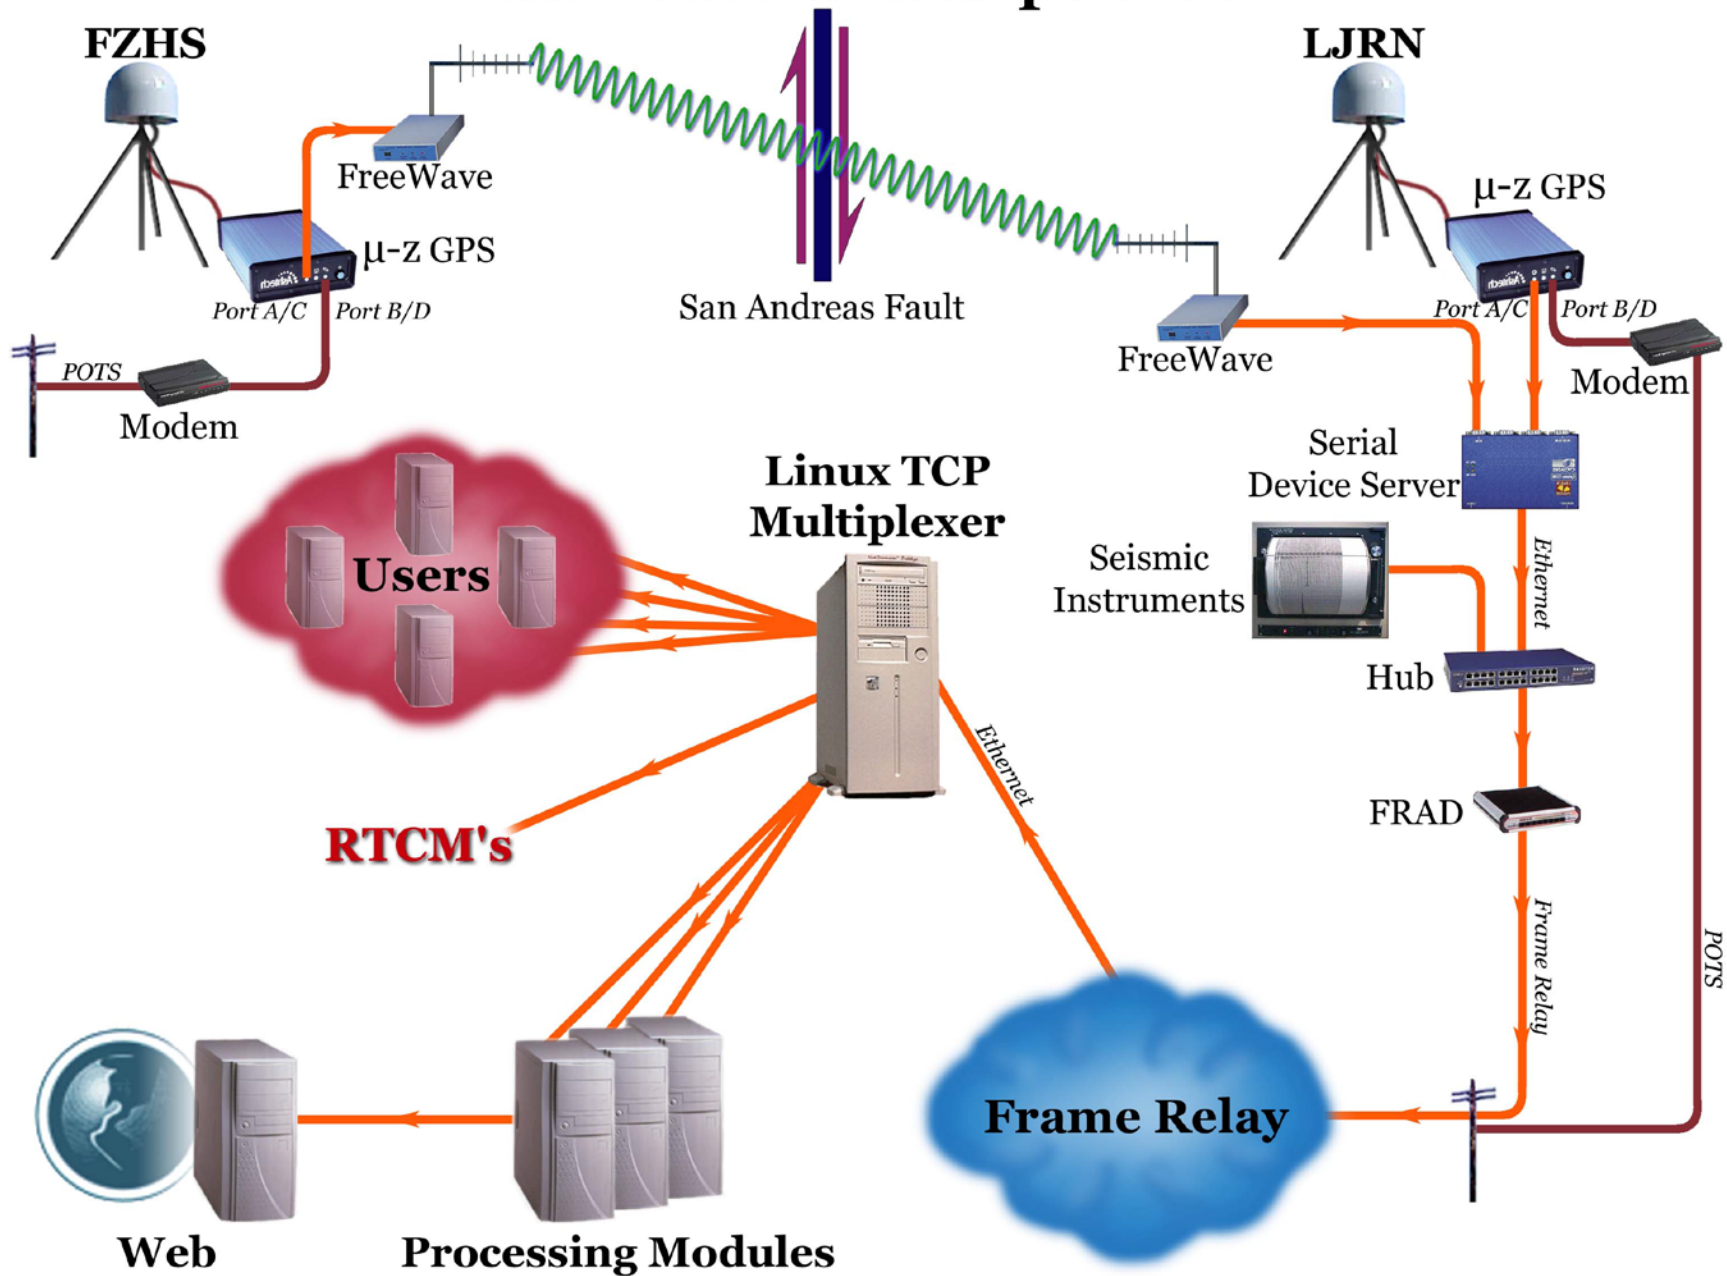 FZHS
LJRN
FreeWave
μ-z GPS
μ-z GPS
Port A/C
Port B/D
San Andreas Fault
Port A/C
Port B/D
POTS
Modem
FreeWave
Modem
Serial
Device Server
Linux TCP
Multiplexer
Users
Seismic
Instruments
Ethernet
Hub
Ethernet
RTCM's
FRAD
Frame Relay
POTS
Frame Relay
Web
Processing Modules